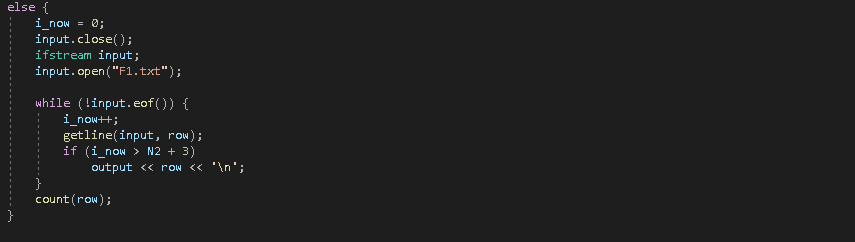 else {
    i_now = 0;
    input.close();
    ifstream input;
    input.open("F1.txt");

    while (!input.eof()) {
        i_now++;
        getline(input, row);
        if (i_now > N2 + 3)
            output << row << '\n';
    }
    count(row);
}